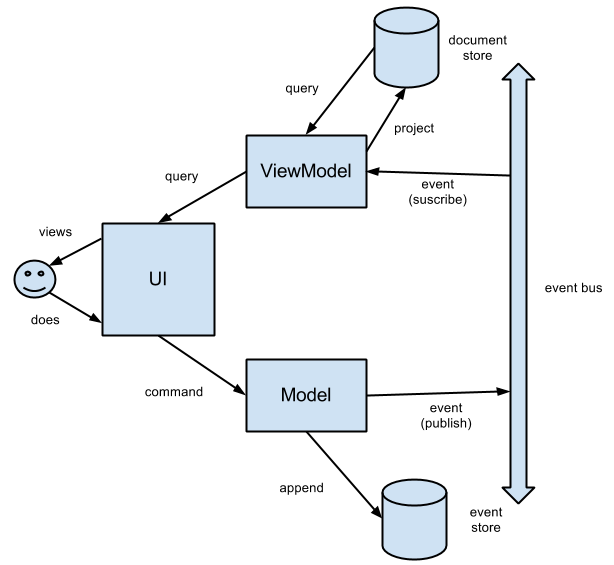 document
store
query
project
ViewModel
query
event
(suscribe)
views
UI
event bus
does
command
Model
event
(publish)
append
event
store